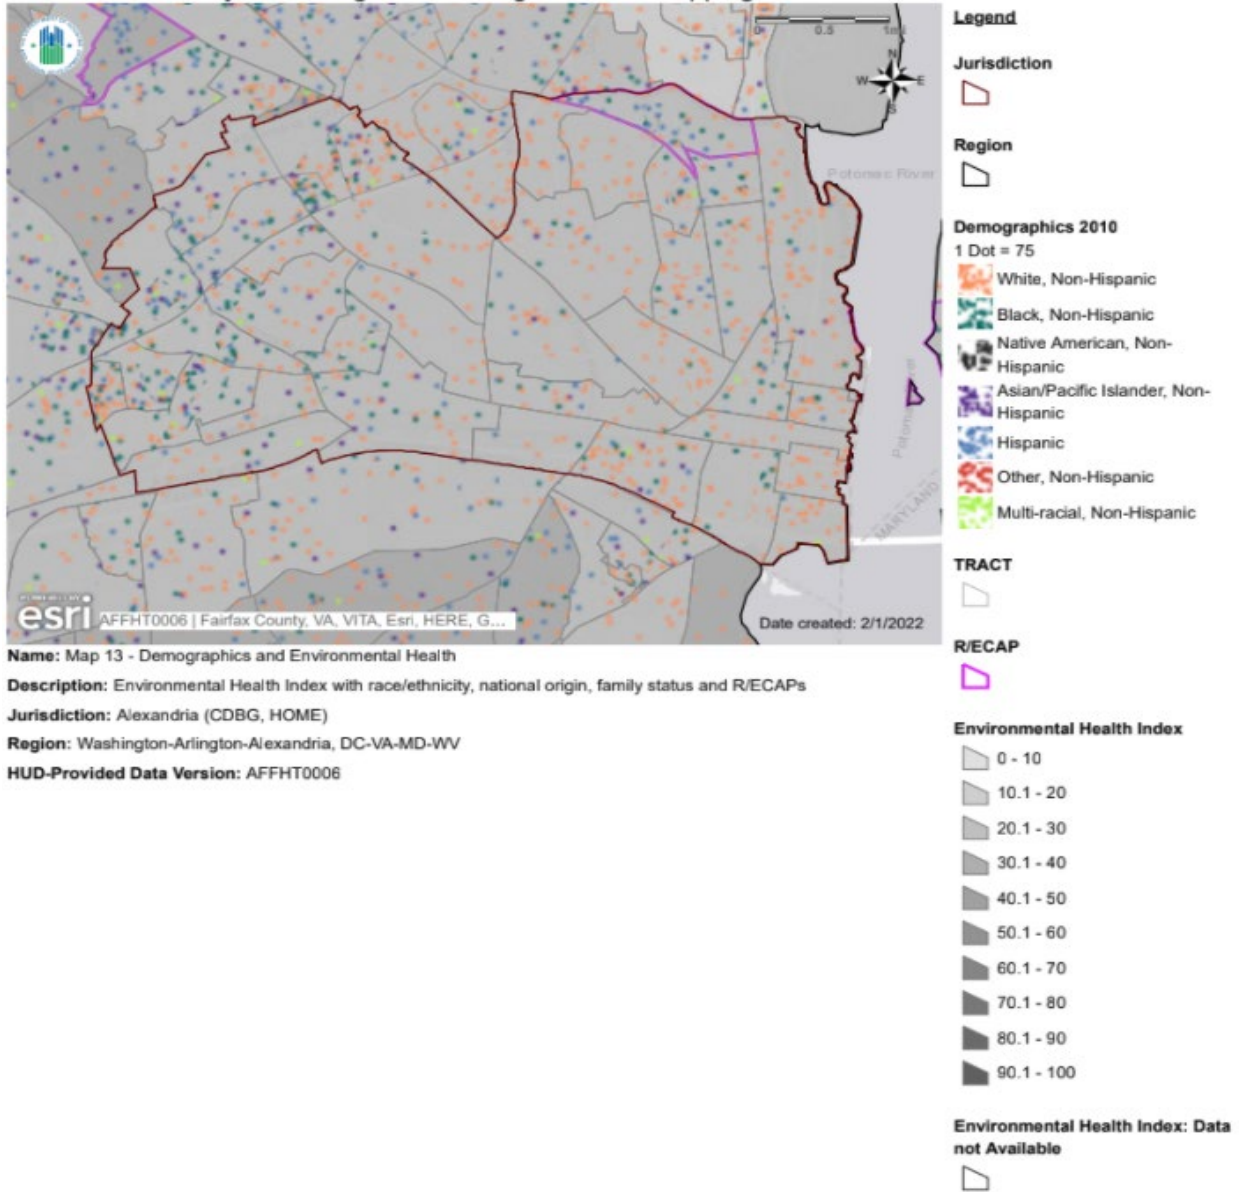 0 0.5 1mi
N
W E
S
Potomac River
Potomac River
MARYLAND
POWERED BY
esri
AFFHT0006 | Fairfax County, VA, VITA, Esri, HERE, G...
Date created: 2/1/2022
Name: Map 13 - Demographics and Environmental Health
Description: Environmental Health Index with race/ethnicity, national origin, family status and R/ECAPs
Jurisdiction: Alexandria (CDBG, HOME)
Region: Washington-Arlington-Alexandria, DC-VA-MD-WV
HUD-Provided Data Version: AFFHT0006
Legend
Jurisdiction
Region
Demographics 2010
1 Dot = 75
White, Non-Hispanic
Black, Non-Hispanic
Native American, Non-
Hispanic
Asian/Pacific Islander, Non-
Hispanic
Hispanic
Other, Non-Hispanic
Multi-racial, Non-Hispanic
TRACT
R/ECAP
Environmental Health Index
0 - 10
10.1 - 20
20.1 - 30
30.1 - 40
40.1 - 50
50.1 - 60
60.1 - 70
70.1 - 80
80.1 - 90
90.1 - 100
Environmental Health Index: Data
not Available